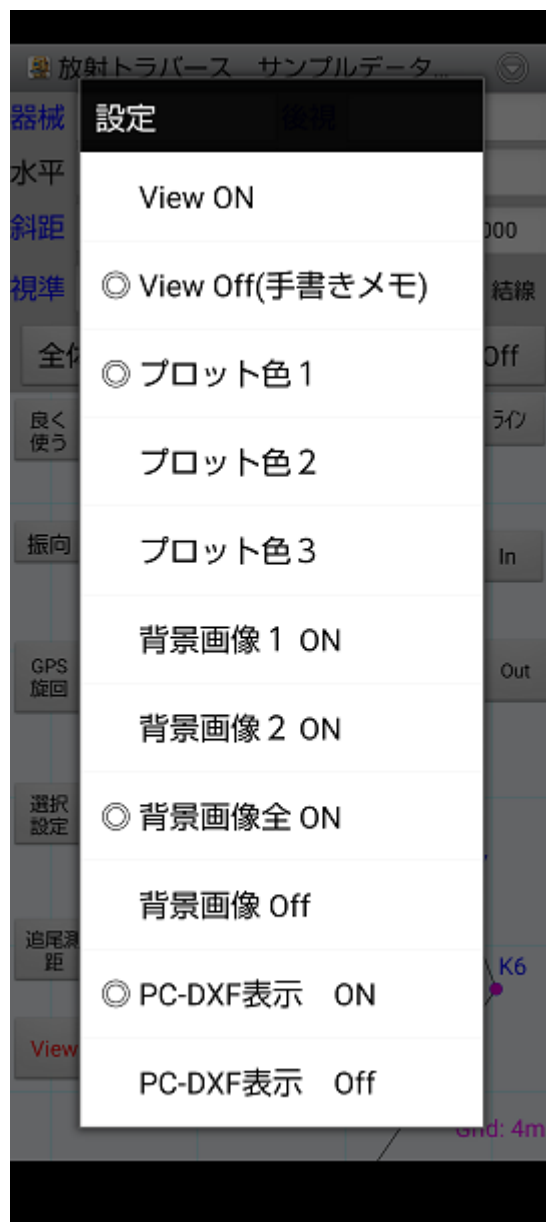 放射トラバース サンプルデータ...
器械
後視
設定
水平
View ON
斜距
000
視準
◎ View Off(手書きメモ)
結線
全体
◎ プロット色1
Off
良く
使う
ライン
プロット色2
振向
プロット色3
In
背景画像1 ON
GPS
旋回
Out
背景画像2 ON
選択
設定
◎ 背景画像全 ON
背景画像 Off
追尾測
距
◎ PC-DXF表示 ON
K6
View
PC-DXF表示 Off
Grid: 4m